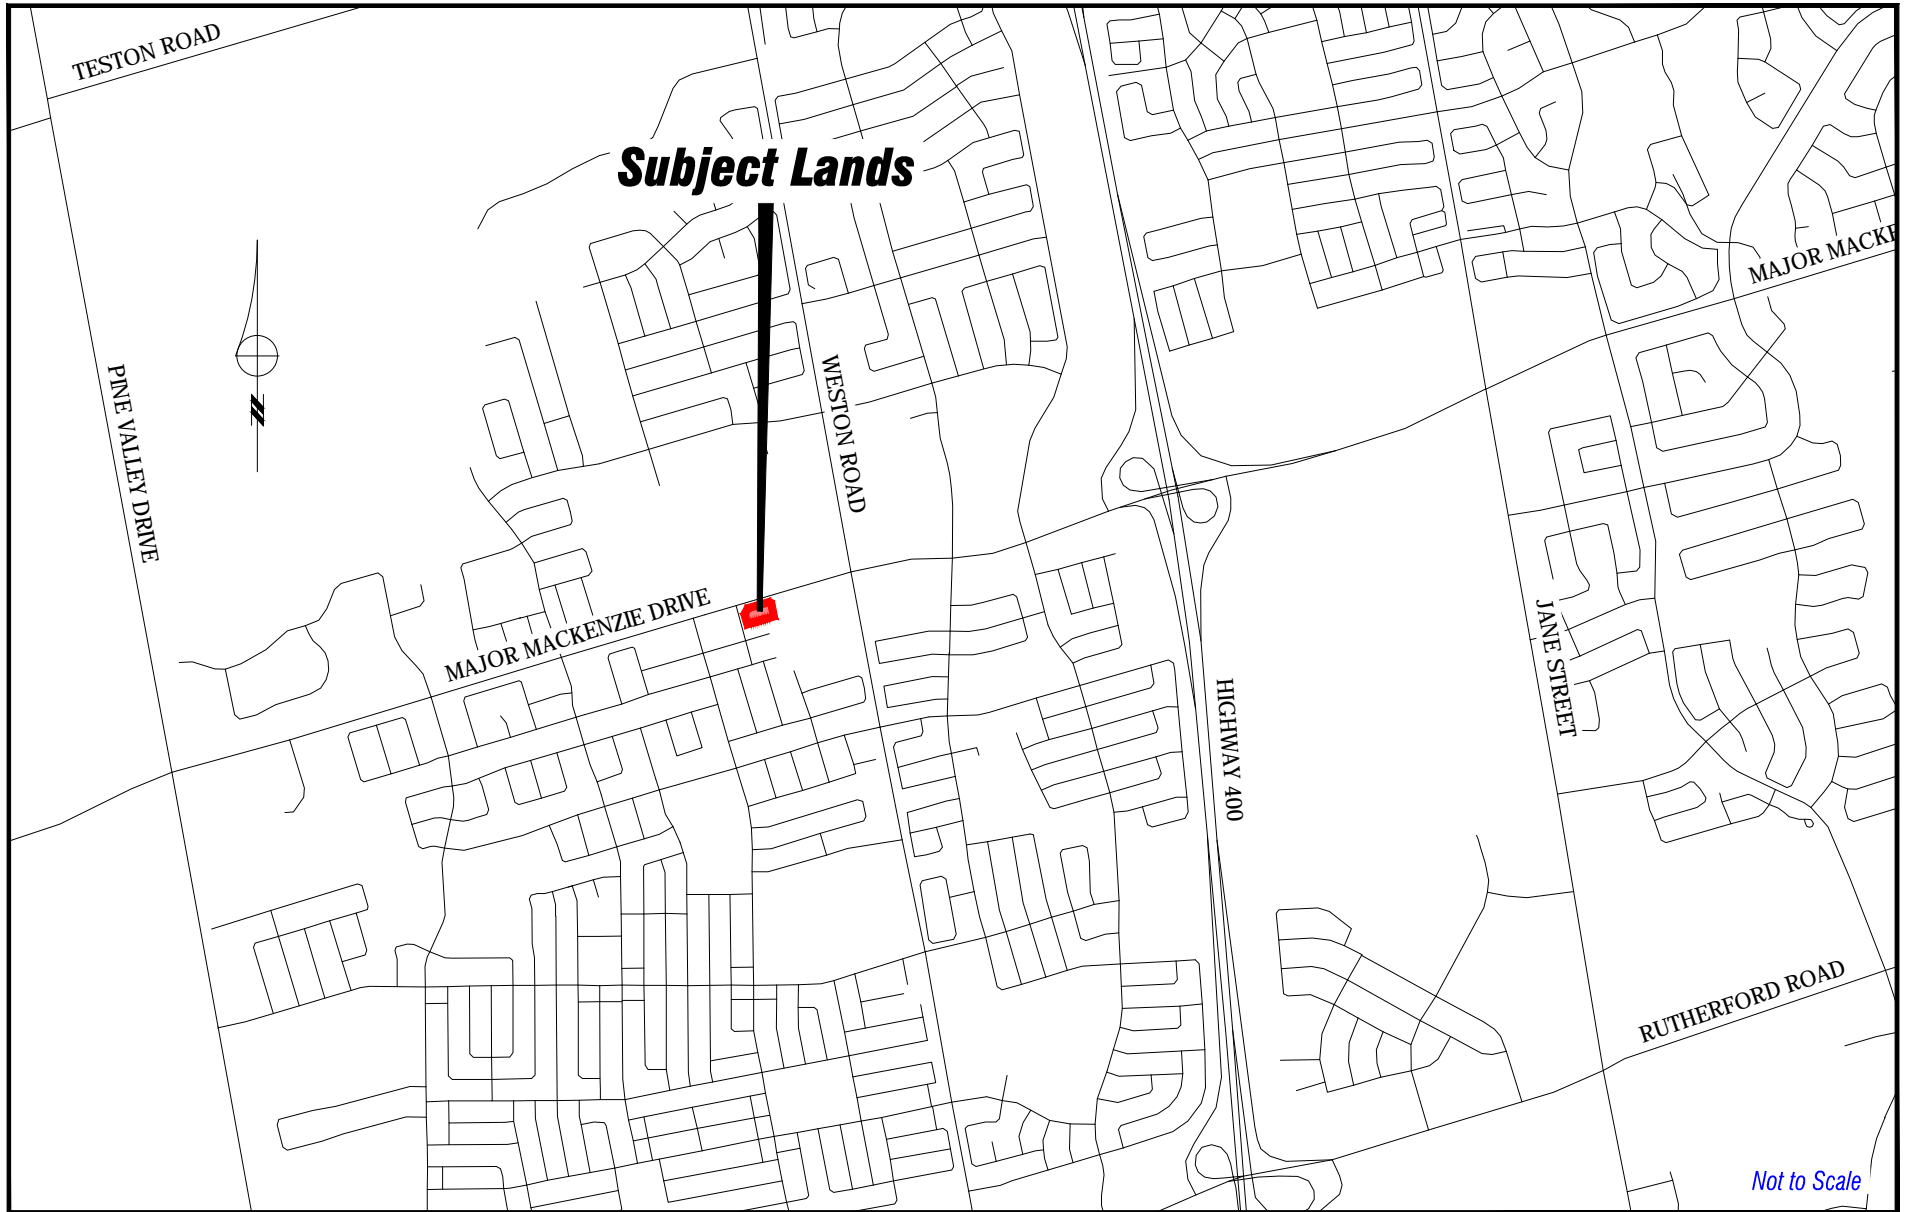 TESTON ROAD
Subject Lands
MAJOR MACKE
PINE VALLEY DRIVE
WESTON ROAD
MAJOR MACKENZIE DRIVE
JANE STREET
HIGHWAY 400
RUTHERFORD ROAD
Not to Scale